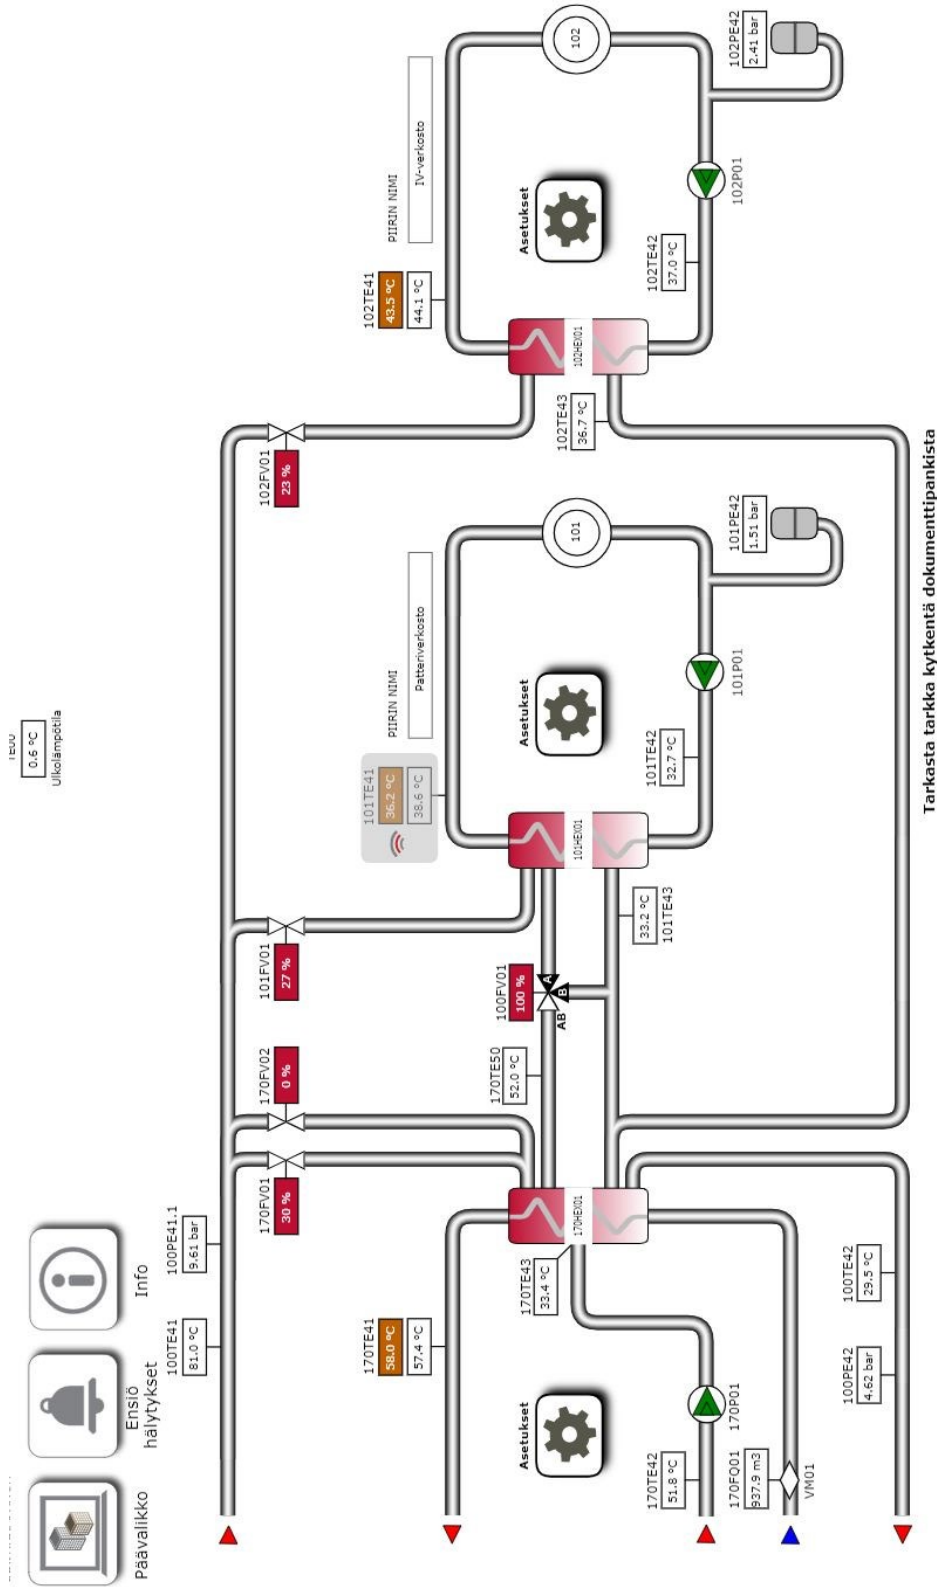 Päävalikko
Ensiö
hälytykset
Info
TE00
0.6 °C
Ulkolämpötila
100TE41
81.0 °C
100PE41.1
9.61 bar
170FV01
30 %
170FV02
0 %
101FV01
27 %
102FV01
23 %
170TE41
58.0 °C
57.4 °C
101TE41
36.2 °C
38.6 °C
PIIRIN NIMI
Patteriverkosto
102TE41
43.5 °C
44.1 °C
PIIRIN NIMI
IV-verkosto
Asetukset
170TE43
33.4 °C
170HEX01
170TE50
52.0 °C
100FV01
100 %
A
B
AB
101HEX01
Asetukset
101
102TE43
36.7 °C
102HEX01
Asetukset
102
33.2 °C
101TE43
170TE42
51.8 °C
170P01
101TE42
32.7 °C
101P01
101PE42
1.51 bar
102TE42
37.0 °C
102P01
102PE42
2.41 bar
170FQ01
937.9 m3
VM01
100PE42
4.62 bar
100TE42
29.5 °C
Tarkasta tarkka kytkentä dokumenttipankista